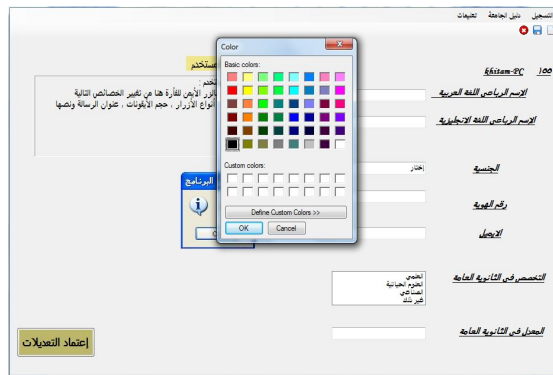 التسجيل دليل الجامعة تعليمات
Color
Basic colors:
Custom colors:
Define Custom Colors >>
OK Cancel
البرنامج
بالزر الأيمن للفأرة هنا من تغيير الخصائص التالية
أنواع الأزرار ، حجم الأيقونات ، عنوان الرسالة ونصها
إعتماد التعديلات
Ehitam-PC 100
الإسم الرباعي اللغة العربية
الإسم الرباعي اللغة الانجليزية
الجنسية
إختار
رقم الهوية
الايميل
التخصص في الثانوية العامة
العلمي
العلوم الحياتية
الصناعي
غير ذلك
المعدل في الثانوية العامة